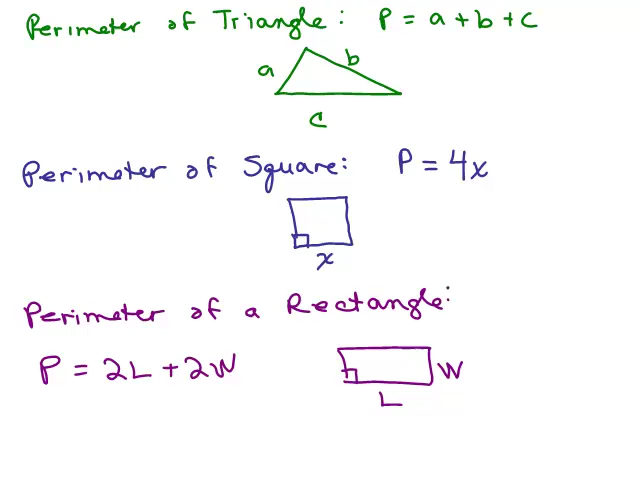 Perimeter of Triangle: P = a + b + c
a
b
c
Perimeter of Square: P = 4x
x
Perimeter of a Rectangle:
P = 2L + 2W
W
L